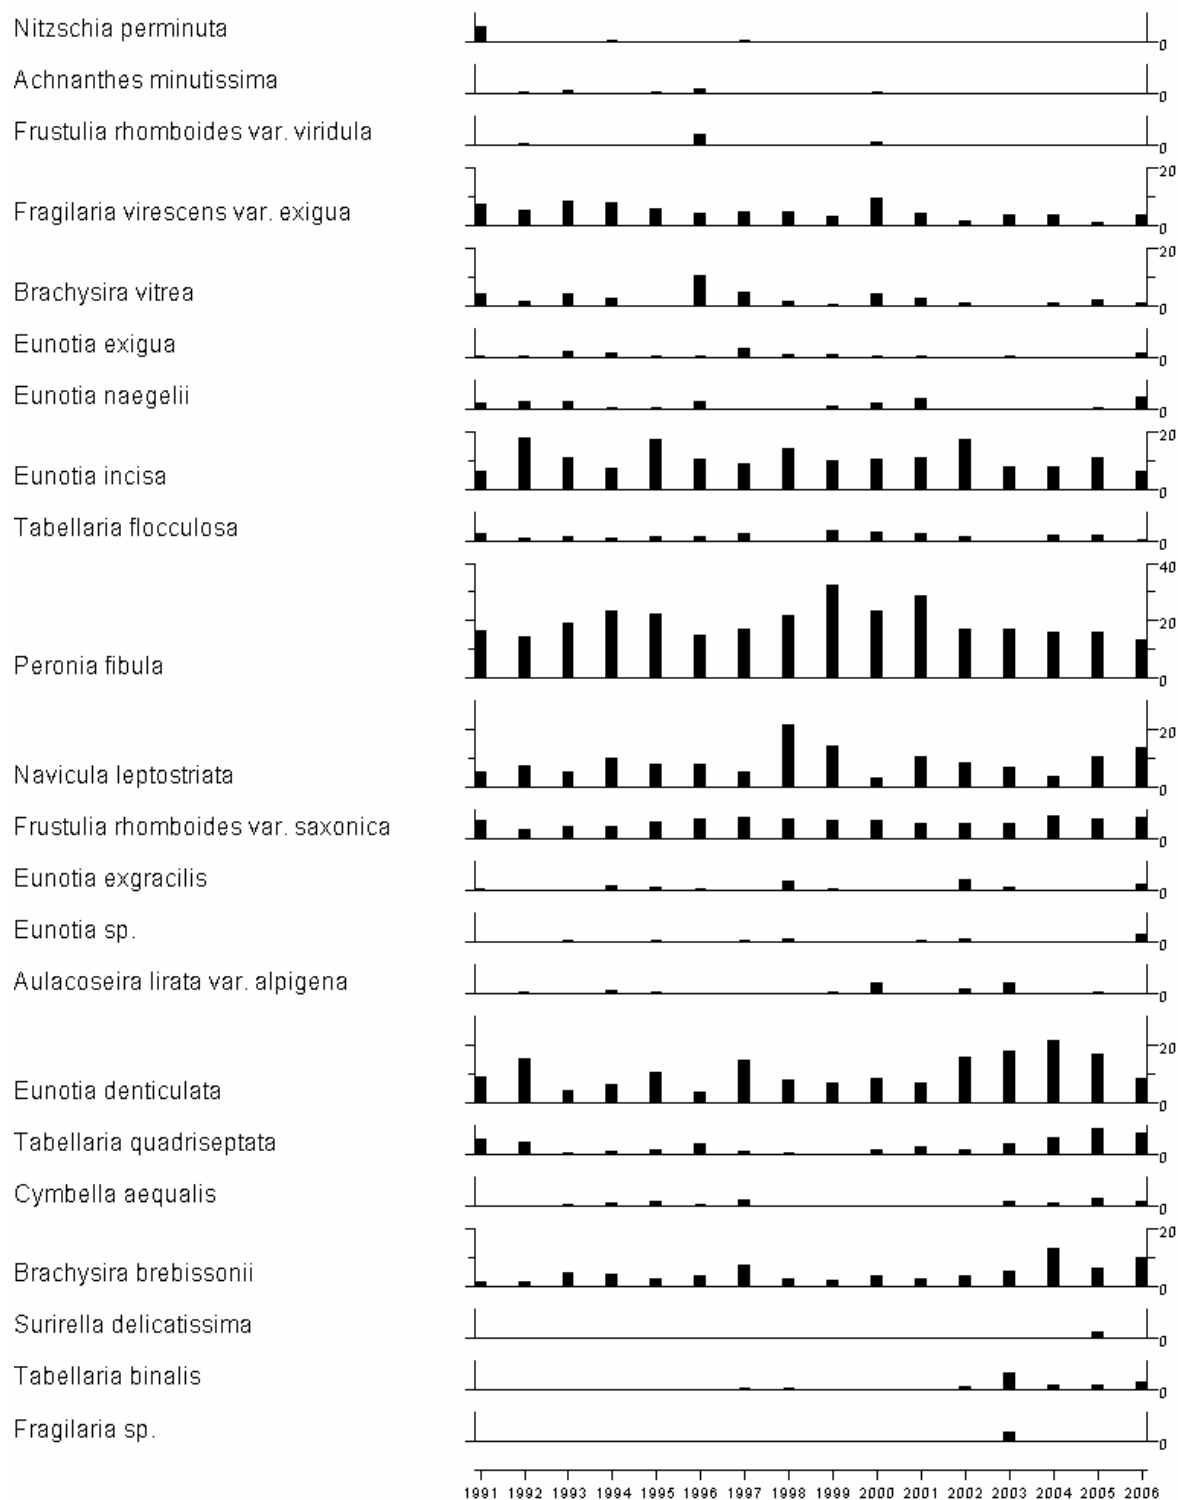 Nitzschia perminuta 0
Achnanthes minutissima 0
Frustulia rhomboides var. viridula 0
20
Fragilaria virescens var. exigua 0
20
Brachysira vitrea 0
Eunotia exigua 0
Eunotia naegelii 0
20
Eunotia incisa 0
Tabellaria flocculosa 0
40
20
Peronia fibula 0
20
Navicula leptostriata 0
Frustulia rhomboides var. saxonica 0
Eunotia exgracilis 0
Eunotia sp. 0
Aulacoseira lirata var. alpigena 0
20
Eunotia denticulata 0
Tabellaria quadriseptata 0
Cymbella aequalis 0
20
Brachysira brebissonii 0
Surirella delicatissima 0
Tabellaria binalis 0
Fragilaria sp. 0
1991 1992 1993 1994 1995 1996 1997 1998 1999 2000 2001 2002 2003 2004 2005 2006